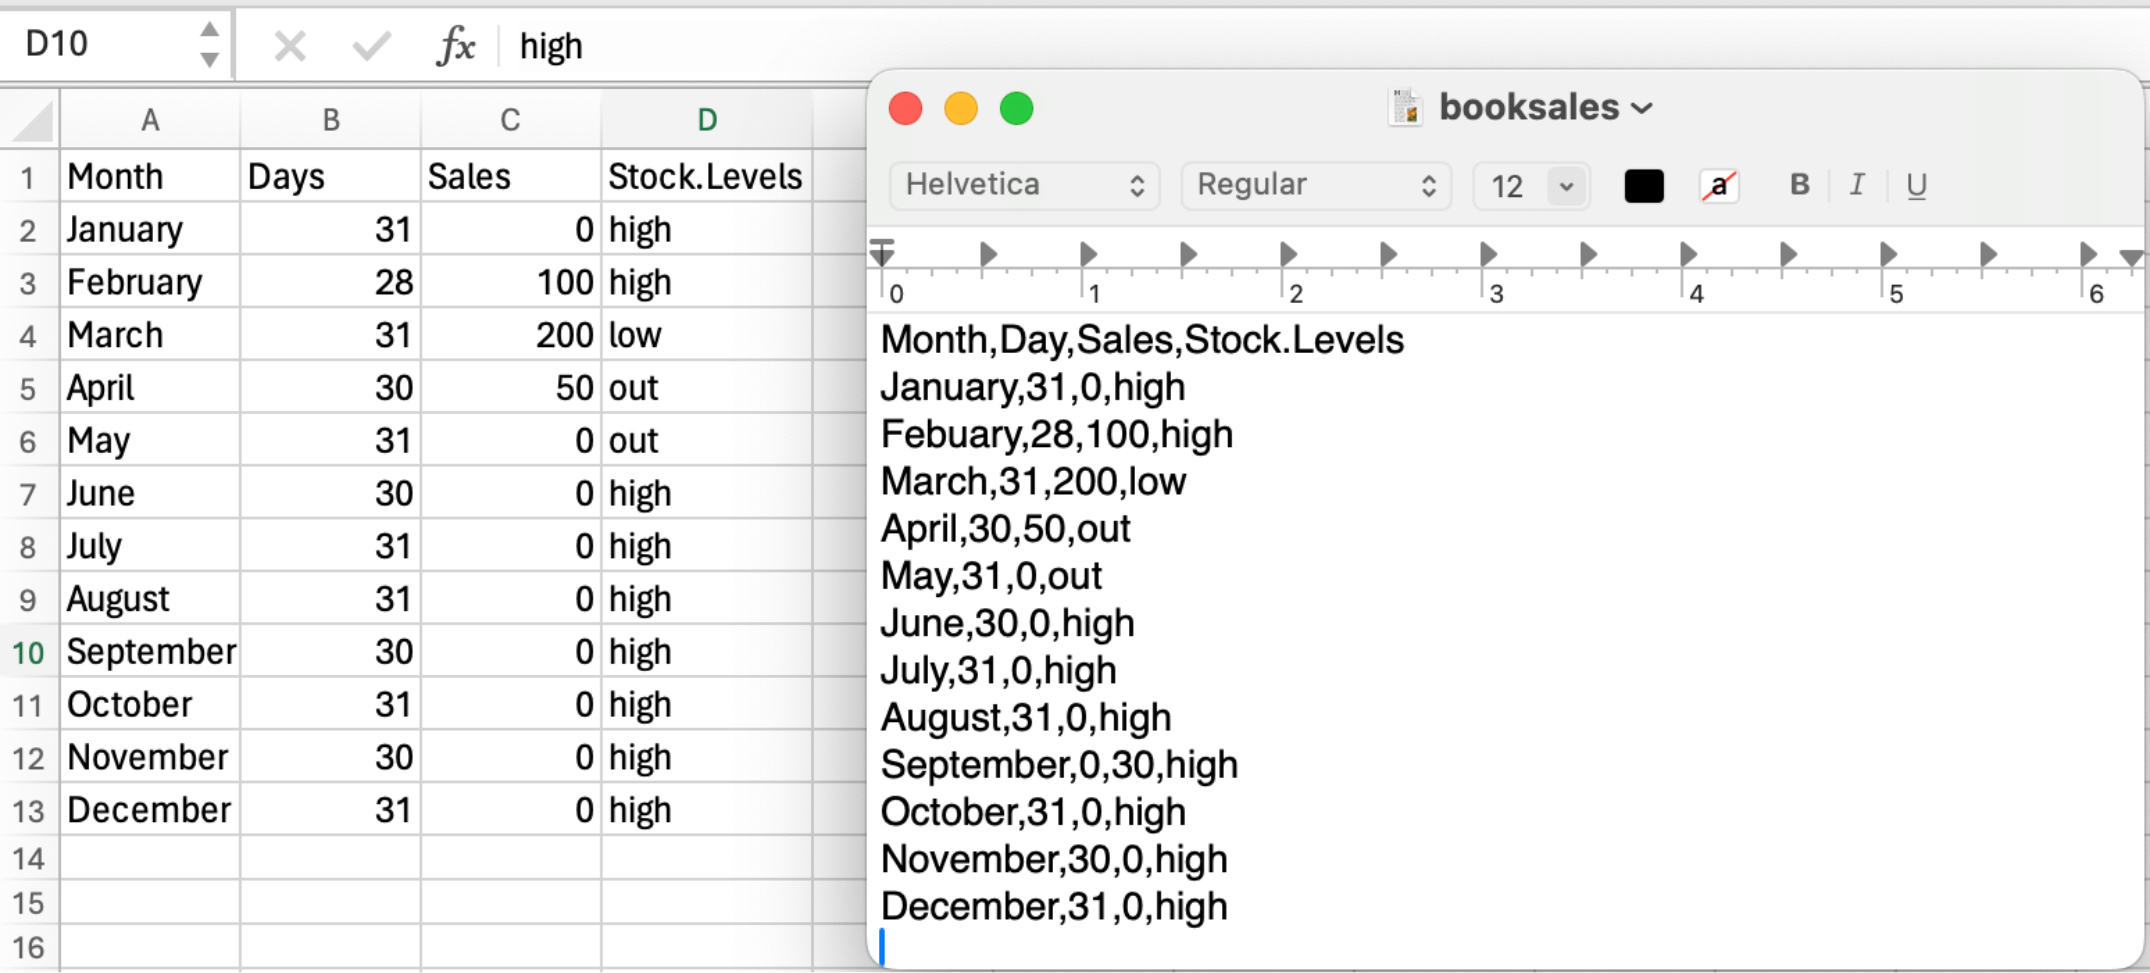 D10 fx high
A B C D
1 Month Days Sales Stock.Levels
2 January 31 0 high
3 February 28 100 high
4 March 31 200 low
5 April 30 50 out
6 May 31 0 out
7 June 30 0 high
8 July 31 0 high
9 August 31 0 high
10 September 30 0 high
11 October 31 0 high
12 November 30 0 high
13 December 31 0 high
14
15
16
booksales
Helvetica Regular 12 a B I U
0 1 2 3 4 5 6
Month,Day,Sales,Stock.Levels
January,31,0,high
Febuary,28,100,high
March,31,200,low
April,30,50,out
May,31,0,out
June,30,0,high
July,31,0,high
August,31,0,high
September,0,30,high
October,31,0,high
November,30,0,high
December,31,0,high